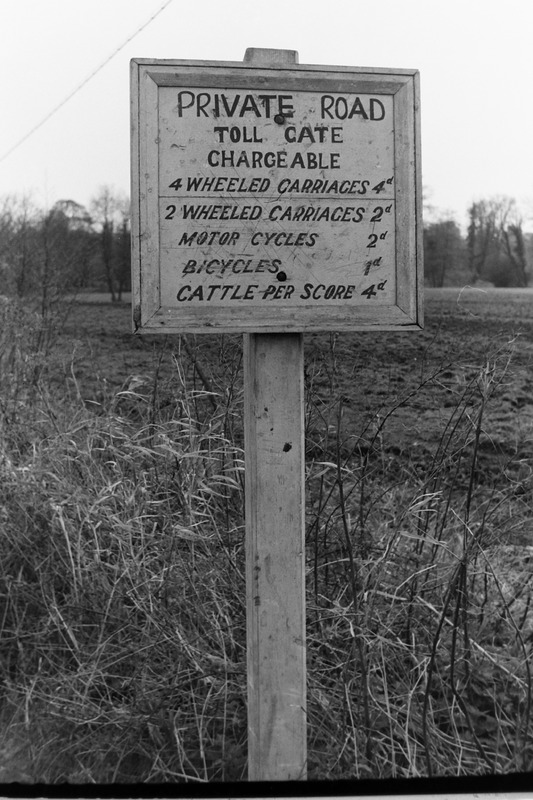 PRIVATE ROAD
TOLL GATE
CHARGEABLE
4 WHEELED CARRIAGES 4d
2 WHEELED CARRIAGES 2d
MOTOR CYCLES 2d
BICYCLES 1d
CATTLE PER SCORE 4d